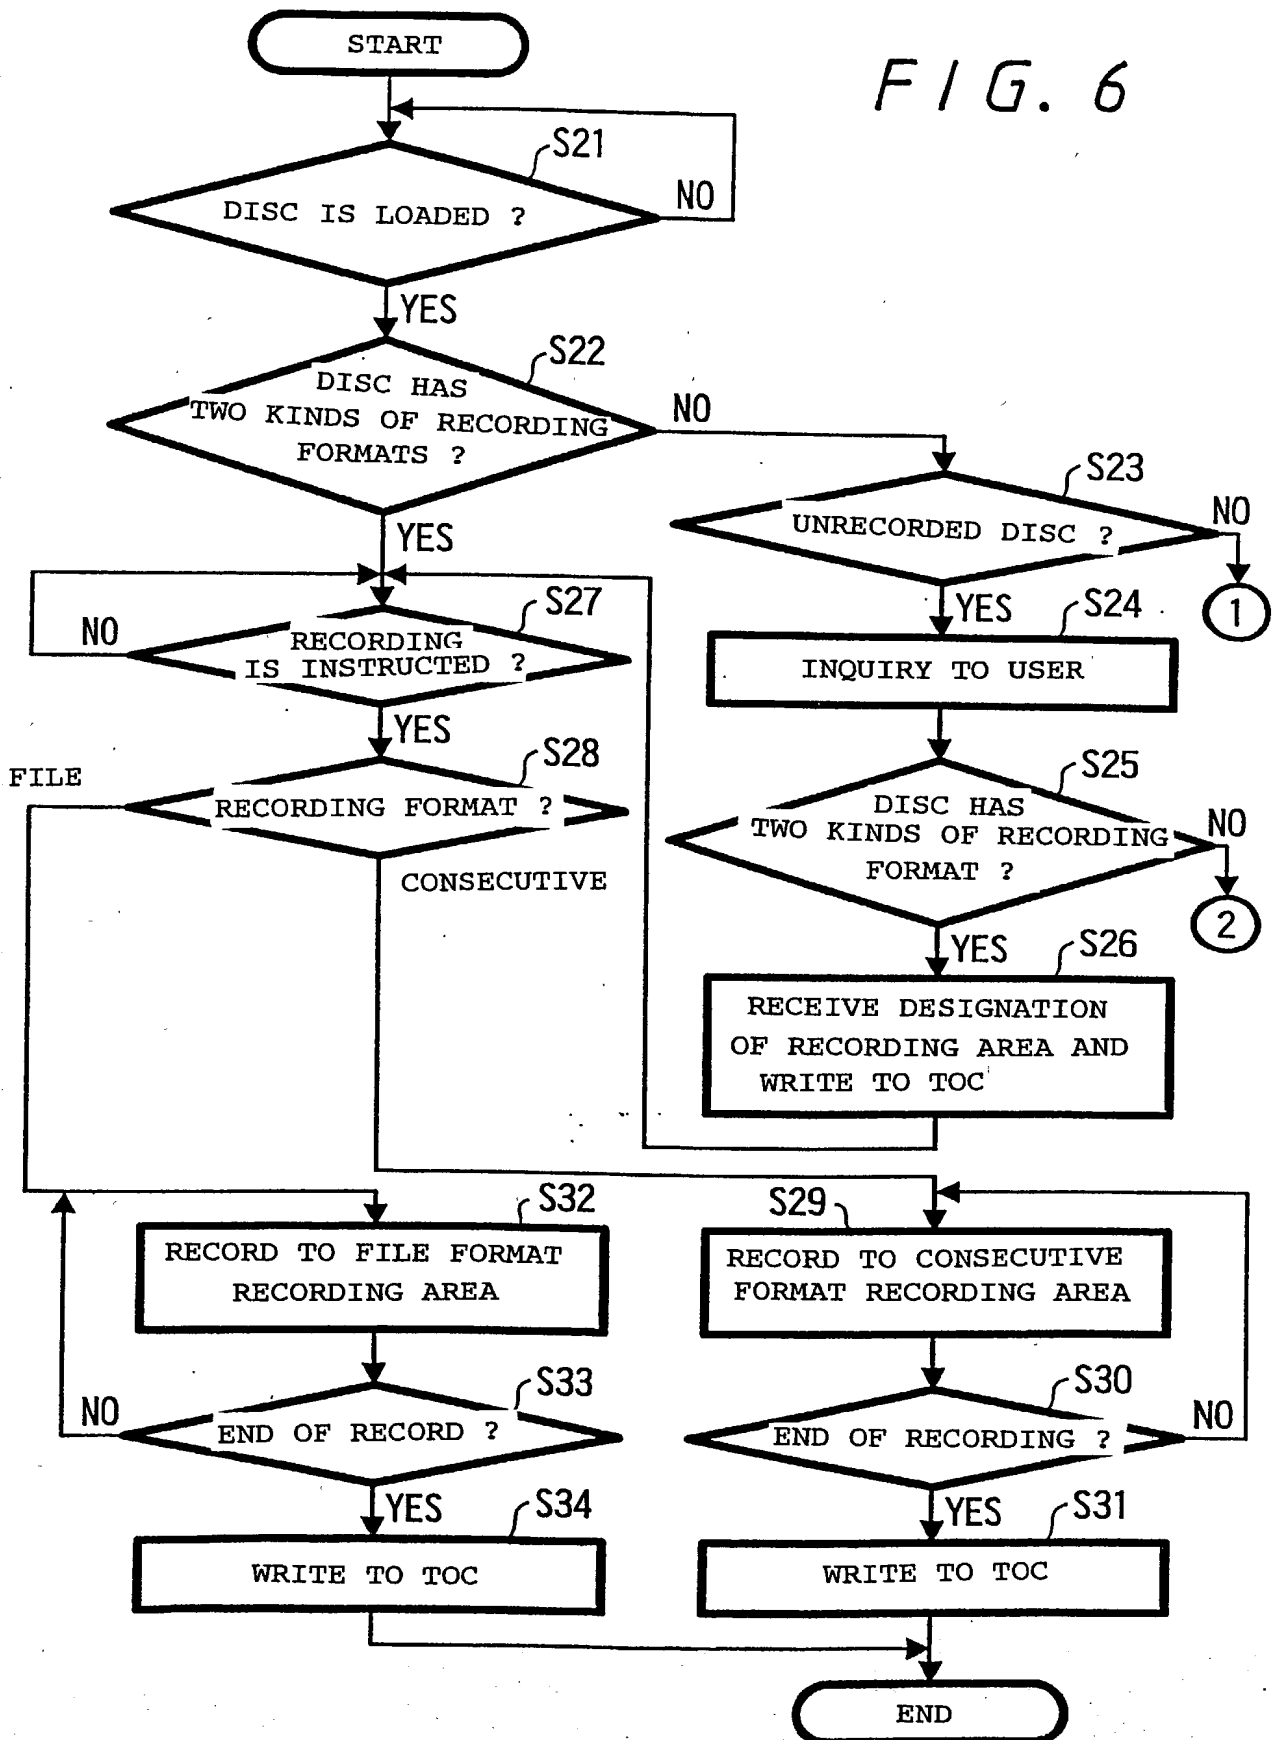 START
FIG. 6
S21
DISC IS LOADED ?
NO
YES
S22
DISC HAS
TWO KINDS OF RECORDING
FORMATS ?
NO
YES
S23
UNRECORDED DISC ?
NO
1
YES
S24
INQUIRY TO USER
S25
DISC HAS
TWO KINDS OF RECORDING
FORMAT ?
NO
2
YES
S26
RECEIVE DESIGNATION
OF RECORDING AREA AND
WRITE TO TOC
S27
RECORDING
IS INSTRUCTED ?
NO
YES
S28
RECORDING FORMAT ?
FILE
CONSECUTIVE
S32
RECORD TO FILE FORMAT
RECORDING AREA
S33
END OF RECORD ?
NO
YES
S34
WRITE TO TOC
S29
RECORD TO CONSECUTIVE
FORMAT RECORDING AREA
S30
END OF RECORDING ?
NO
YES
S31
WRITE TO TOC
END